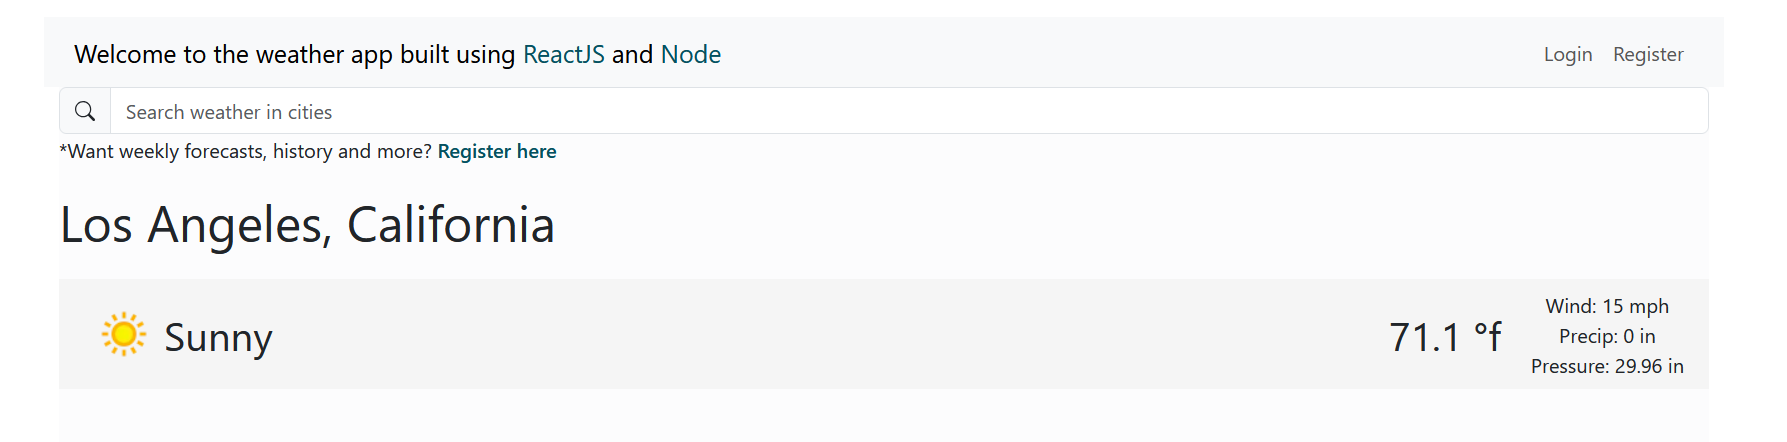 Welcome to the weather app built using ReactJS and Node
Login Register
Search weather in cities
*Want weekly forecasts, history and more? Register here
Los Angeles, California
Sunny
71.1 °f
Wind: 15 mph
Precip: 0 in
Pressure: 29.96 in